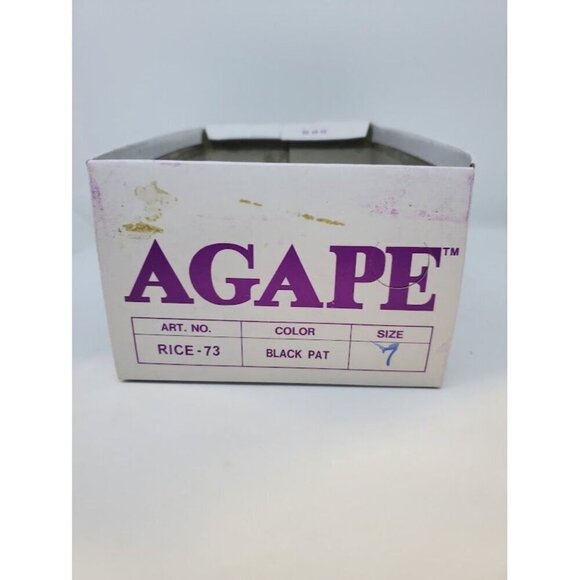 AGAPE™
ART. NO. COLOR SIZE
RICE-73 BLACK PAT 7